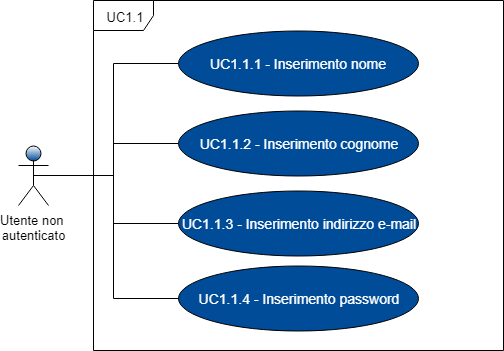 UC1.1
UC1.1.1 - Inserimento nome
UC1.1.2 - Inserimento cognome
UC1.1.3 - Inserimento indirizzo e-mail
UC1.1.4 - Inserimento password
Utente non
autenticato